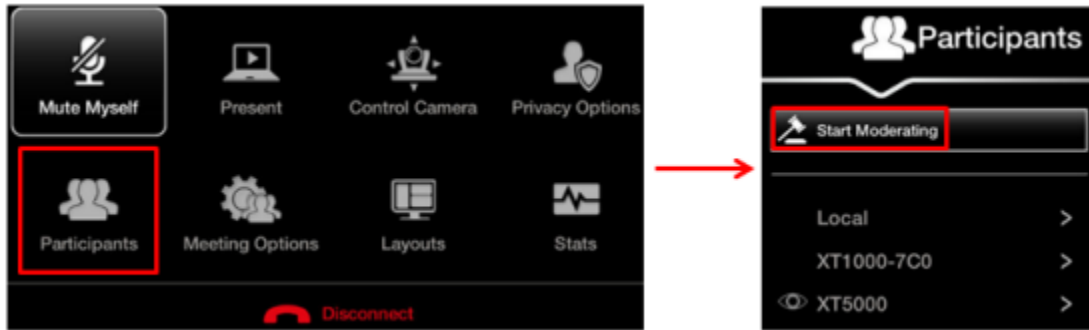 Mute Myself
Present
Control Camera
Privacy Options
Participants
Meeting Options
Layouts
Stats
Disconnect
Participants
Start Moderating
Local
XT1000-7C0
XT5000